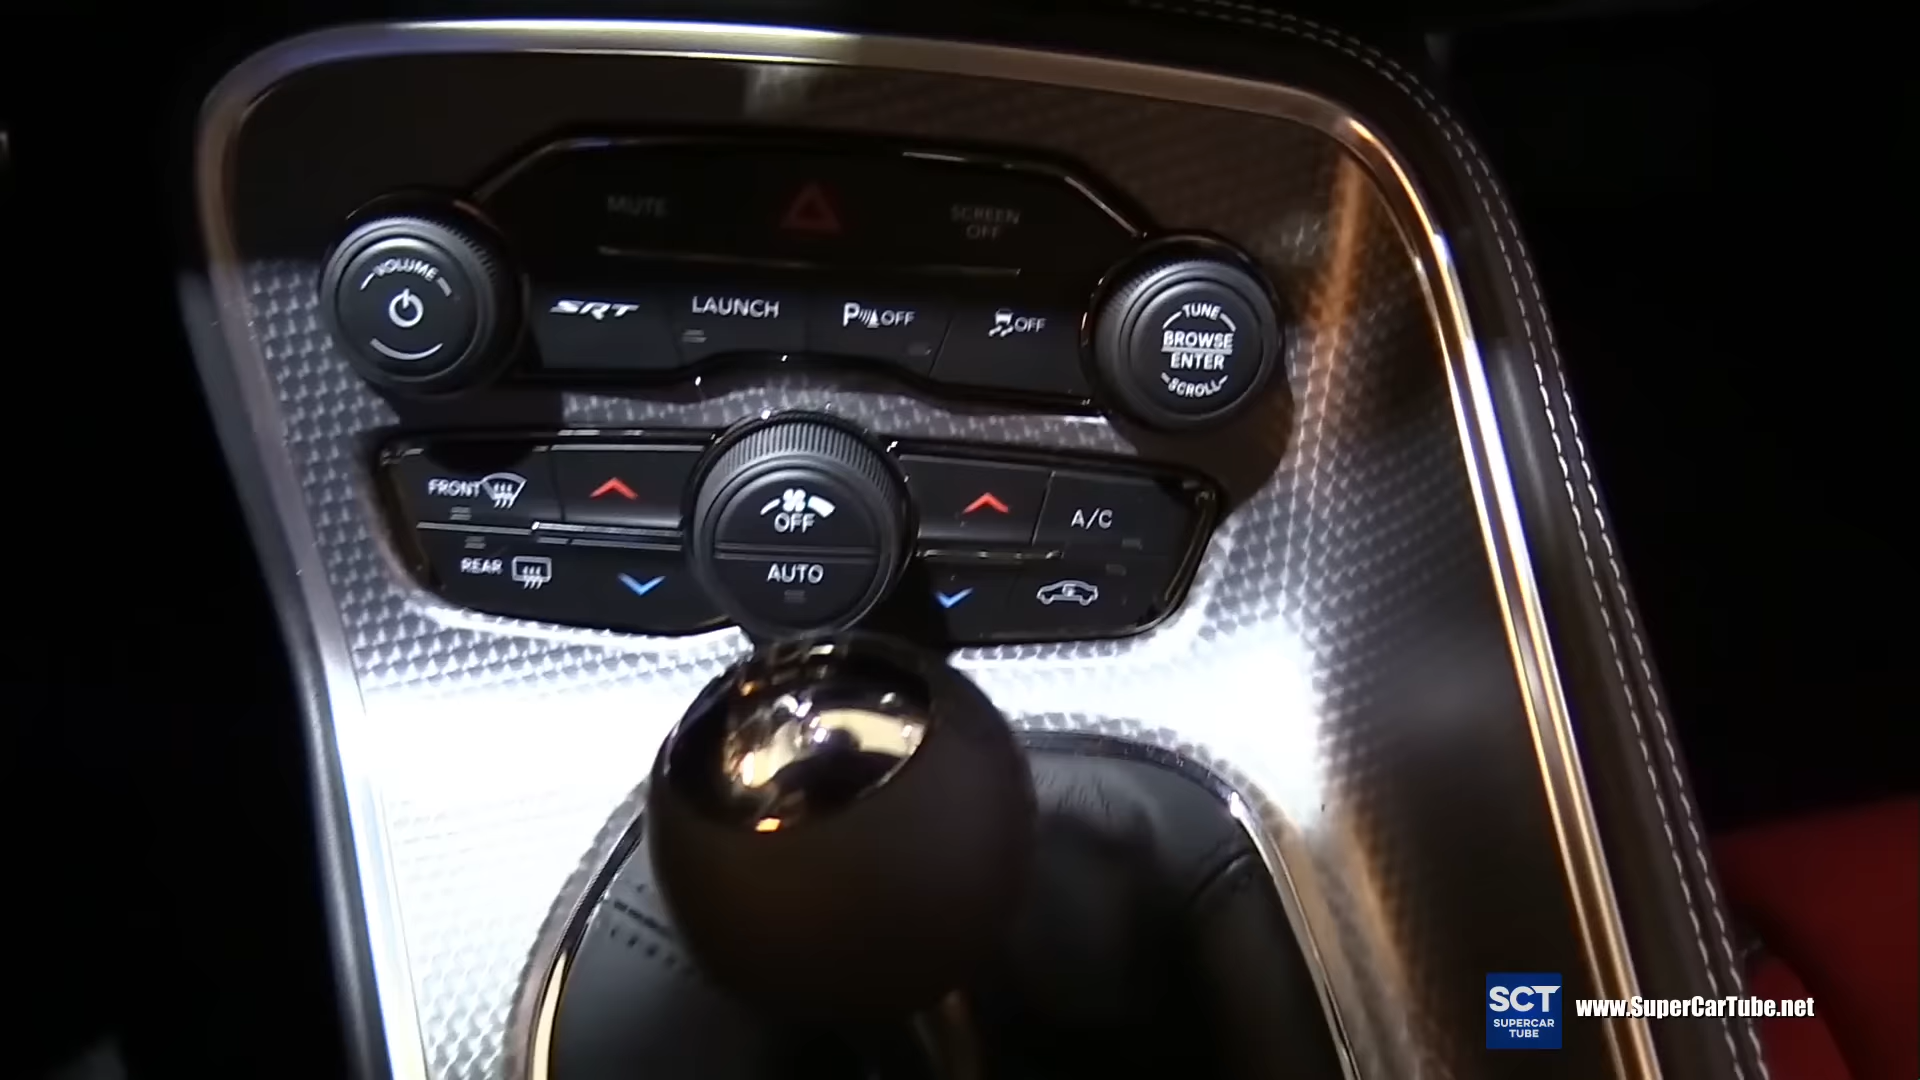 MUTE
SCREEN
OFF
VOLUME
SRT
LAUNCH
P OFF
OFF
TUNE
BROWSE
ENTER
SCROLL
FRONT
OFF
A/C
REAR
AUTO
SCT
SUPERCAR
TUBE
www.SuperCarTube.net